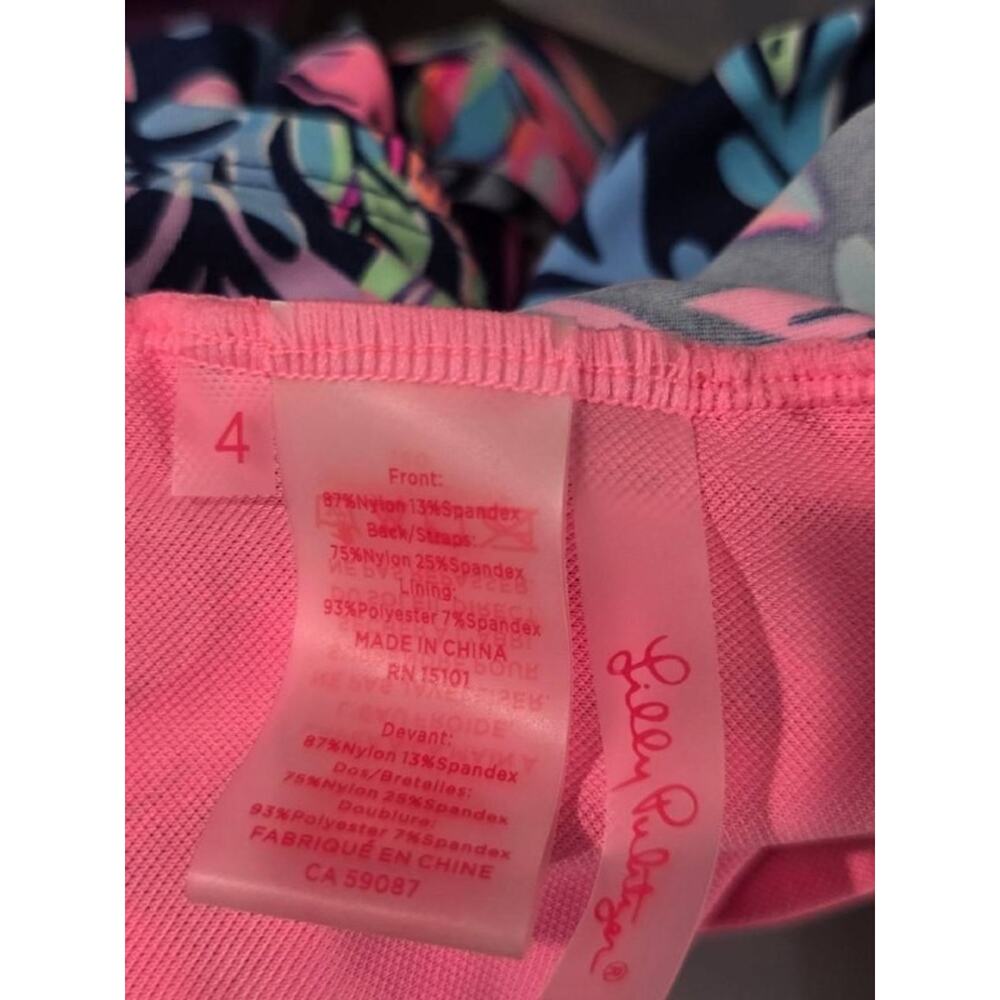 4
Front:
87%Nylon 13%Spandex
Back/Straps:
75%Nylon 25%Spandex
Lining:
93%Polyester 7%Spandex
MADE IN CHINA
RN 15101
Devant:
87%Nylon 13%Spandex
Dos/Bretelles:
75%Nylon 25%Spandex
Doublure:
93%Polyester 7%Spandex
FABRIQUÉ EN CHINE
CA 59087
Lilly Pulitzer®